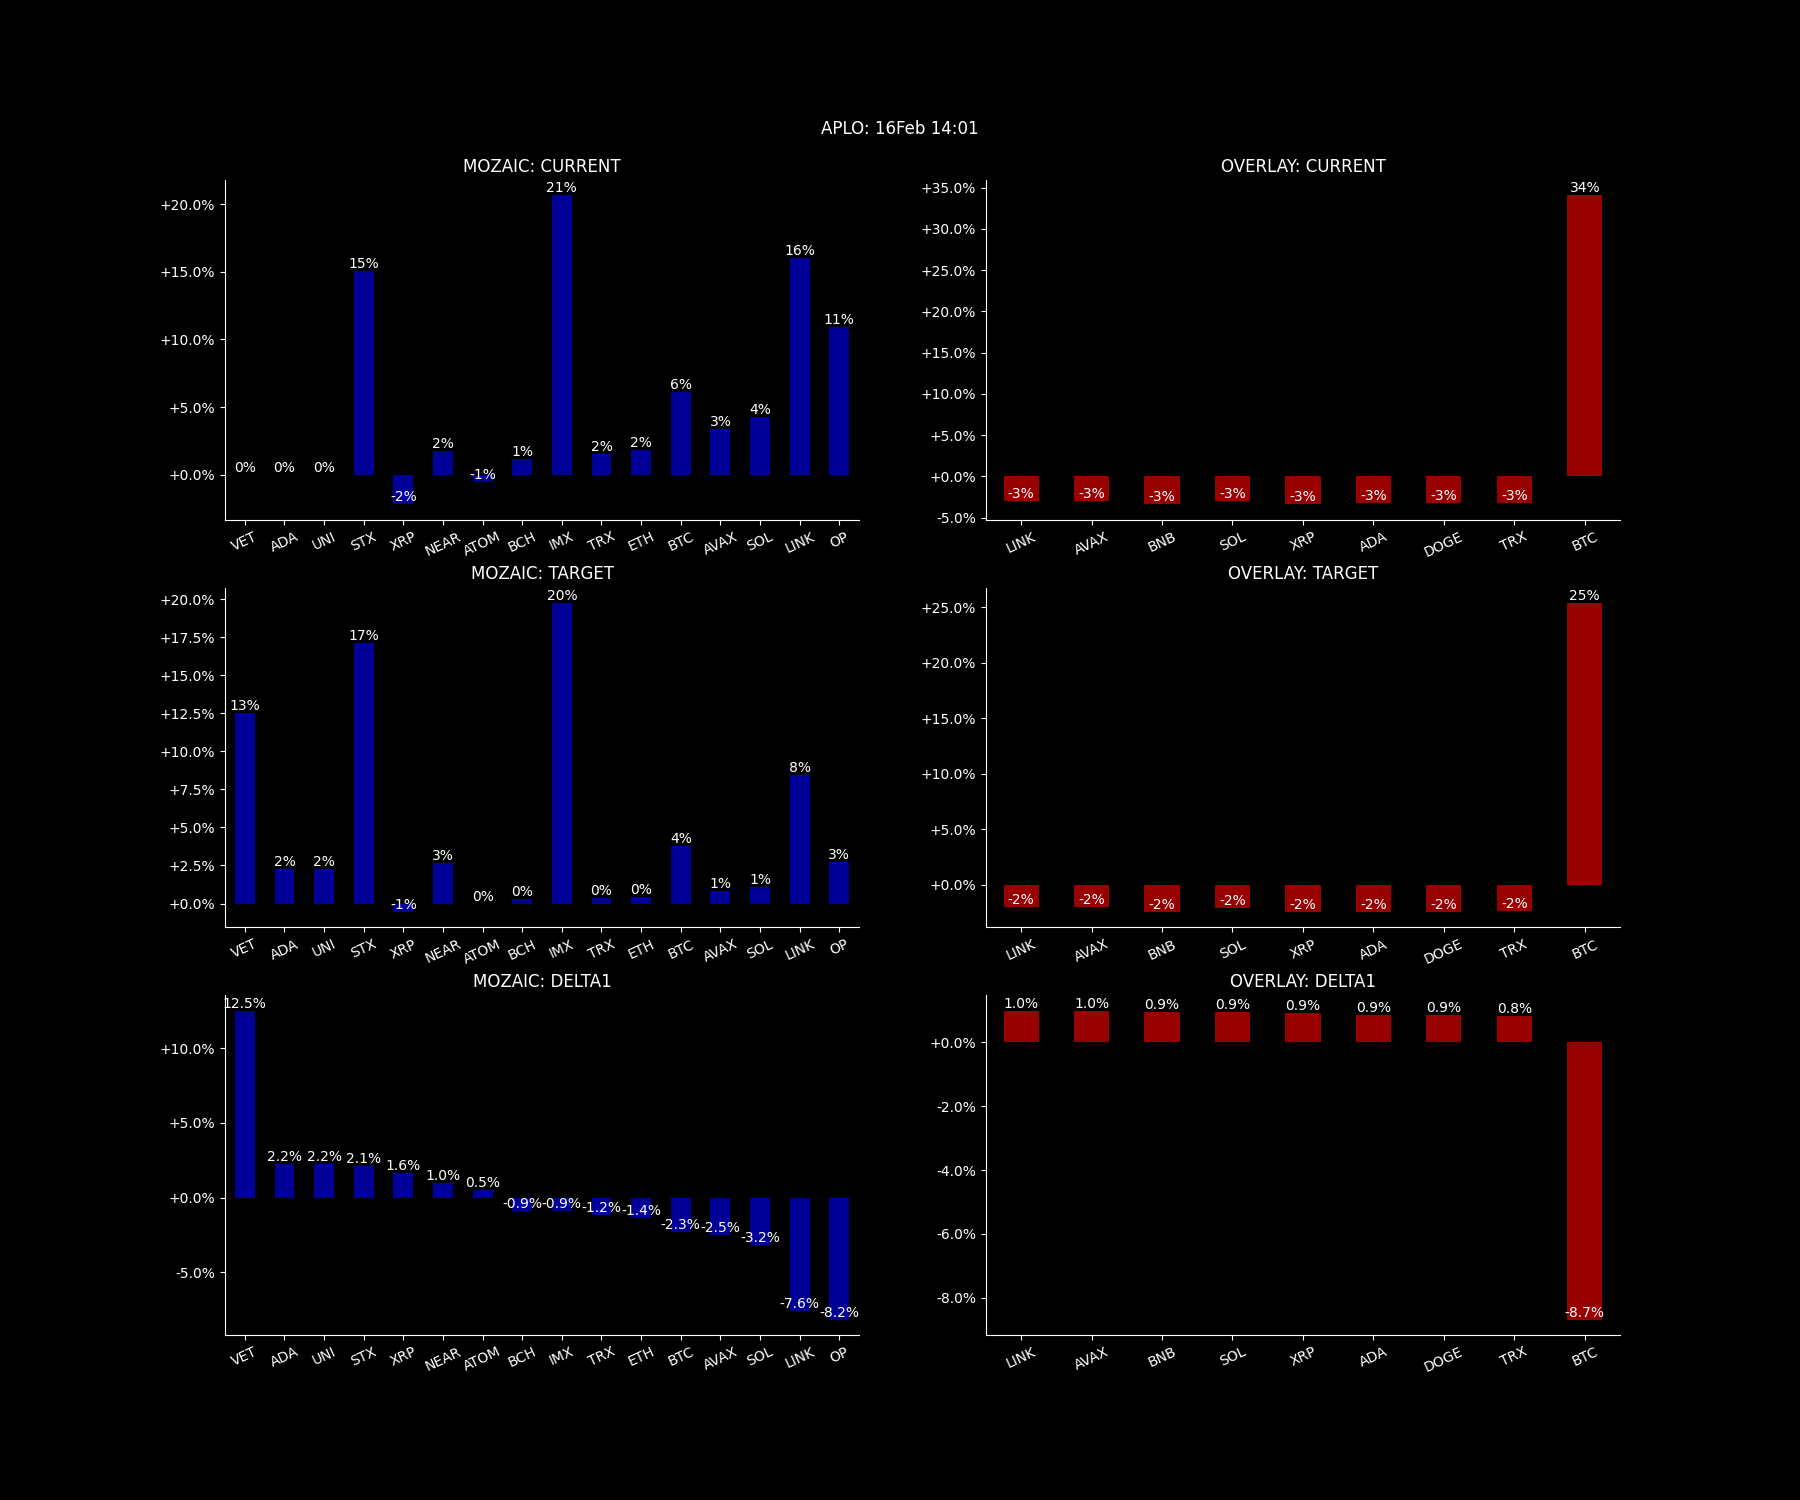 APLO: 16Feb 14:01
MOZAIC: CURRENT
+20.0%
+15.0%
+10.0%
+5.0%
+0.0%
0% 0% 0% 15% -2% 2% -1% 1% 21% 2% 2% 6% 3% 4% 16% 11%
VET ADA UNI STX XRP NEAR ATOM BCH IMX TRX ETH BTC AVAX SOL LINK OP
OVERLAY: CURRENT
+35.0%
+30.0%
+25.0%
+20.0%
+15.0%
+10.0%
+5.0%
+0.0%
-5.0%
-3% -3% -3% -3% -3% -3% -3% -3% 34%
LINK AVAX BNB SOL XRP ADA DOGE TRX BTC
MOZAIC: TARGET
+20.0%
+17.5%
+15.0%
+12.5%
+10.0%
+7.5%
+5.0%
+2.5%
+0.0%
13% 2% 2% 17% -1% 3% 0% 0% 20% 0% 0% 4% 1% 1% 8% 3%
VET ADA UNI STX XRP NEAR ATOM BCH IMX TRX ETH BTC AVAX SOL LINK OP
OVERLAY: TARGET
+25.0%
+20.0%
+15.0%
+10.0%
+5.0%
+0.0%
-2% -2% -2% -2% -2% -2% -2% -2% 25%
LINK AVAX BNB SOL XRP ADA DOGE TRX BTC
MOZAIC: DELTA1
+10.0%
+5.0%
+0.0%
-5.0%
12.5% 2.2% 2.2% 2.1% 1.6% 1.0% 0.5% -0.9% -0.9% -1.2% -1.4% -2.3% -2.5% -3.2% -7.6% -8.2%
VET ADA UNI STX XRP NEAR ATOM BCH IMX TRX ETH BTC AVAX SOL LINK OP
OVERLAY: DELTA1
+0.0%
-2.0%
-4.0%
-6.0%
-8.0%
1.0% 1.0% 0.9% 0.9% 0.9% 0.9% 0.9% 0.8% -8.7%
LINK AVAX BNB SOL XRP ADA DOGE TRX BTC